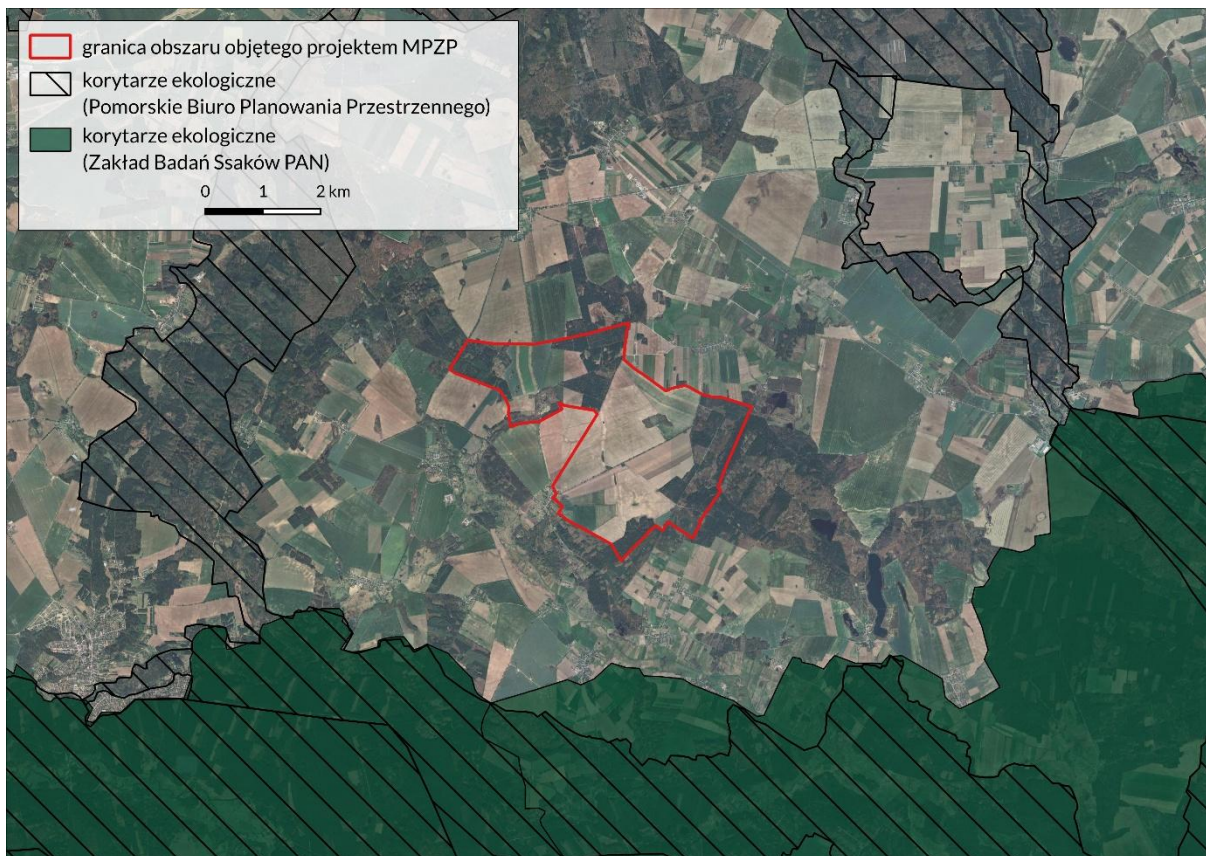 granica obszaru objętego projektem MPZP
korytarze ekologiczne
(Pomorskie Biuro Planowania Przestrzennego)
korytarze ekologiczne
(Zakład Badań Ssaków PAN)
0 1 2 km